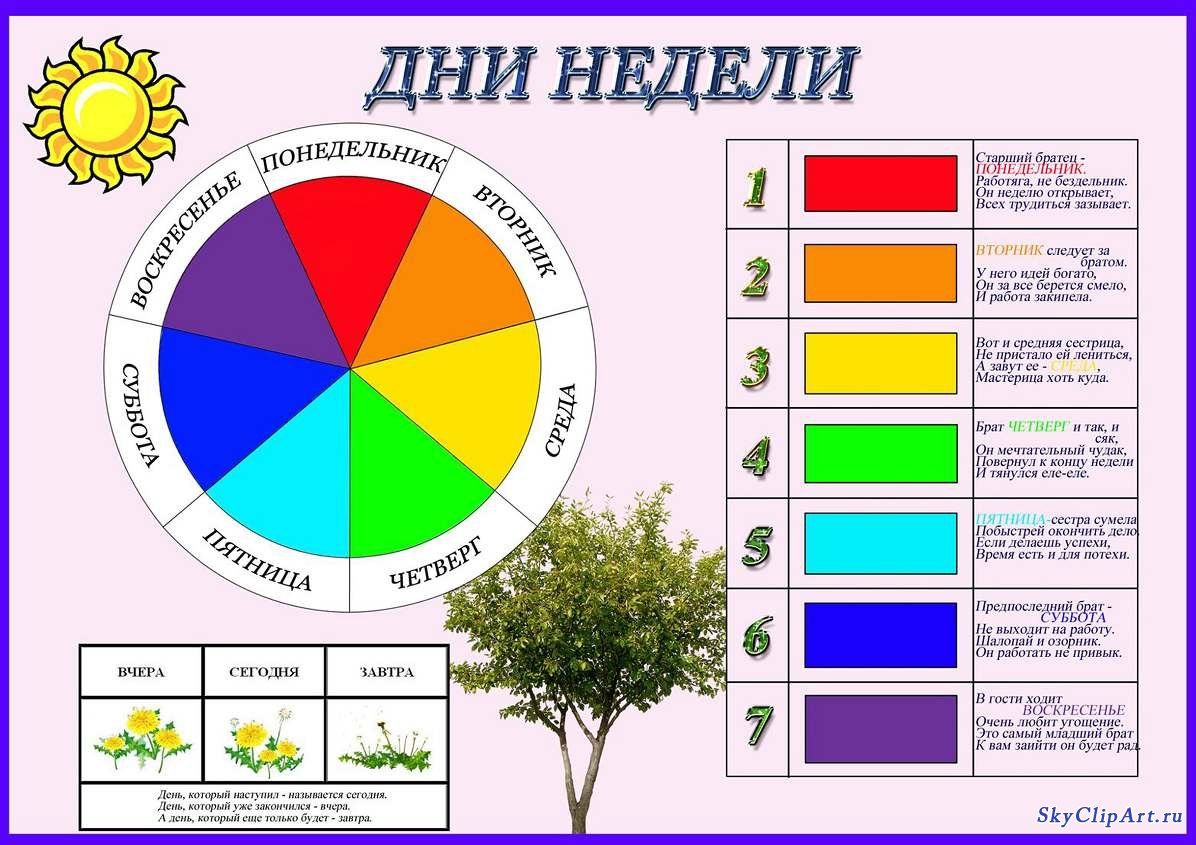 ДНИ НЕДЕЛИ
ПОНЕДЕЛЬНИК
ВТОРНИК
СРЕДА
ЧЕТВЕРГ
ПЯТНИЦА
СУББОТА
ВОСКРЕСЕНЬЕ
1
Старший братец -
ПОНЕДЕЛЬНИК.
Работяга, не бездельник.
Он неделю открывает,
Всех трудиться зазывает.
2
ВТОРНИК следует за
братом.
У него идей богато,
Он за все берется смело,
И работа закипела.
3
Вот и средняя сестрица,
Не пристало ей лениться,
А завут ее - СРЕДА,
Мастерица хоть куда.
4
Брат ЧЕТВЕРГ и так, и
сяк,
Он мечтательный чудак,
Повернул к концу недели
И тянулся еле-еле.
5
ПЯТНИЦА-сестра сумела
Побыстрей окончить дело.
Если делаешь успехи,
Время есть и для потехи.
6
Предпоследний брат -
СУББОТА
Не выходит на работу.
Шалопай и озорник.
Он работать не привык.
7
В гости ходит
ВОСКРЕСЕНЬЕ
Очень любит угощение.
Это самый младший брат
К вам заийти он будет рад.
ВЧЕРА СЕГОДНЯ ЗАВТРА
День, который наступил - называется сегодня.
День, который уже закончился - вчера.
А день, который еще только будет - завтра.
SkyClipArt.ru